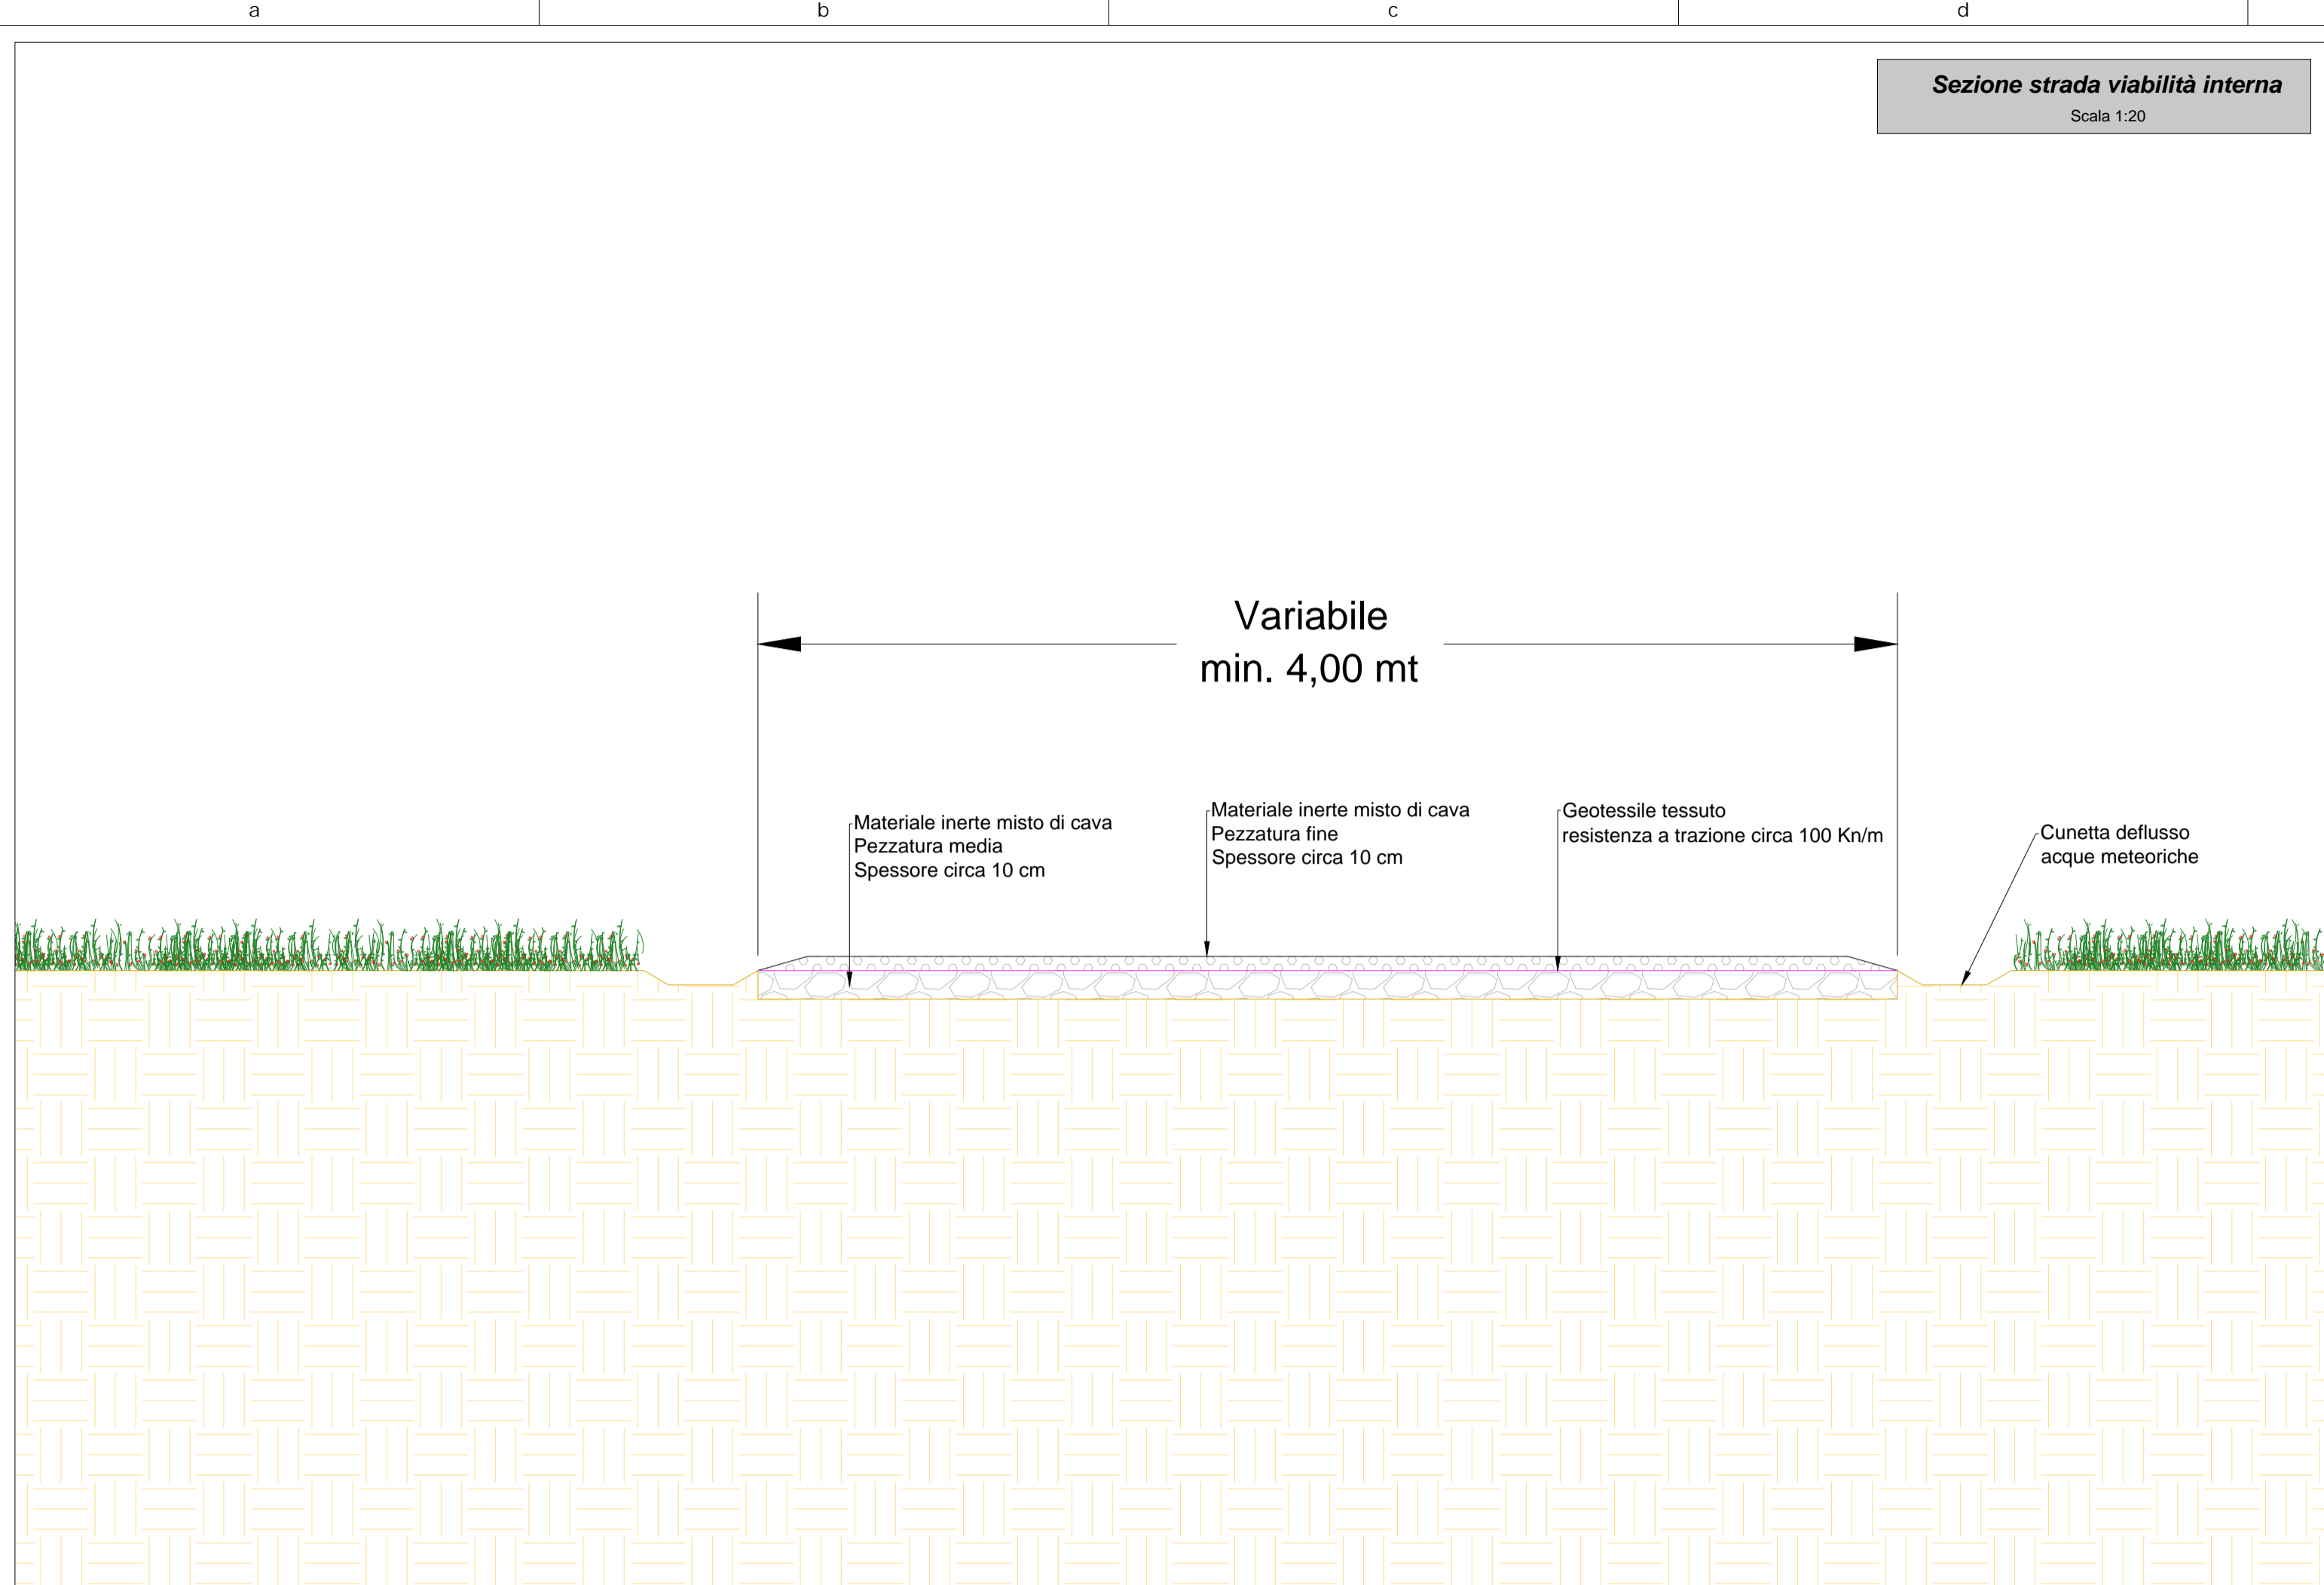 a
b
c
d
Sezione strada viabilità interna
Scala 1:20
Variabile
min. 4,00 mt
Materiale inerte misto di cava
Pezzatura media
Spessore circa 10 cm
Materiale inerte misto di cava
Pezzatura fine
Spessore circa 10 cm
Geotessile tessuto
resistenza a trazione circa 100 Kn/m
Cunetta deflusso
acque meteoriche